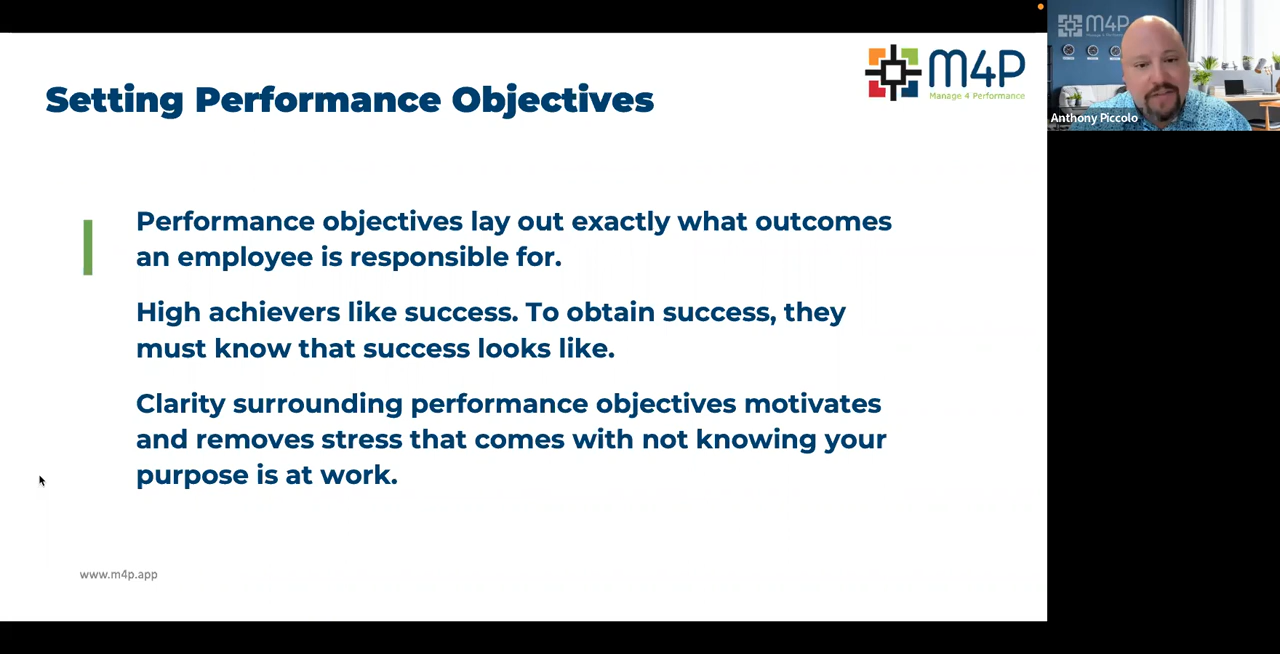 Setting Performance Objectives
M4P
Manage 4 Performance
Performance objectives lay out exactly what outcomes
an employee is responsible for.
High achievers like success. To obtain success, they
must know that success looks like.
Clarity surrounding performance objectives motivates
and removes stress that comes with not knowing your
purpose is at work.
www.m4p.app
M4P
Anthony Piccolo